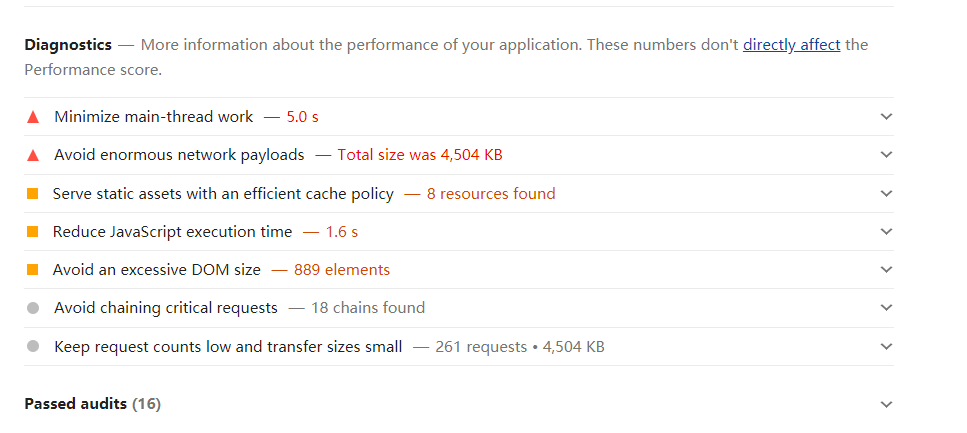 Diagnostics — More information about the performance of your application. These numbers don't directly affect the
Performance score.
Minimize main-thread work — 5.0 s
Avoid enormous network payloads — Total size was 4,504 KB
Serve static assets with an efficient cache policy — 8 resources found
Reduce JavaScript execution time — 1.6 s
Avoid an excessive DOM size — 889 elements
Avoid chaining critical requests — 18 chains found
Keep request counts low and transfer sizes small — 261 requests • 4,504 KB
Passed audits (16)